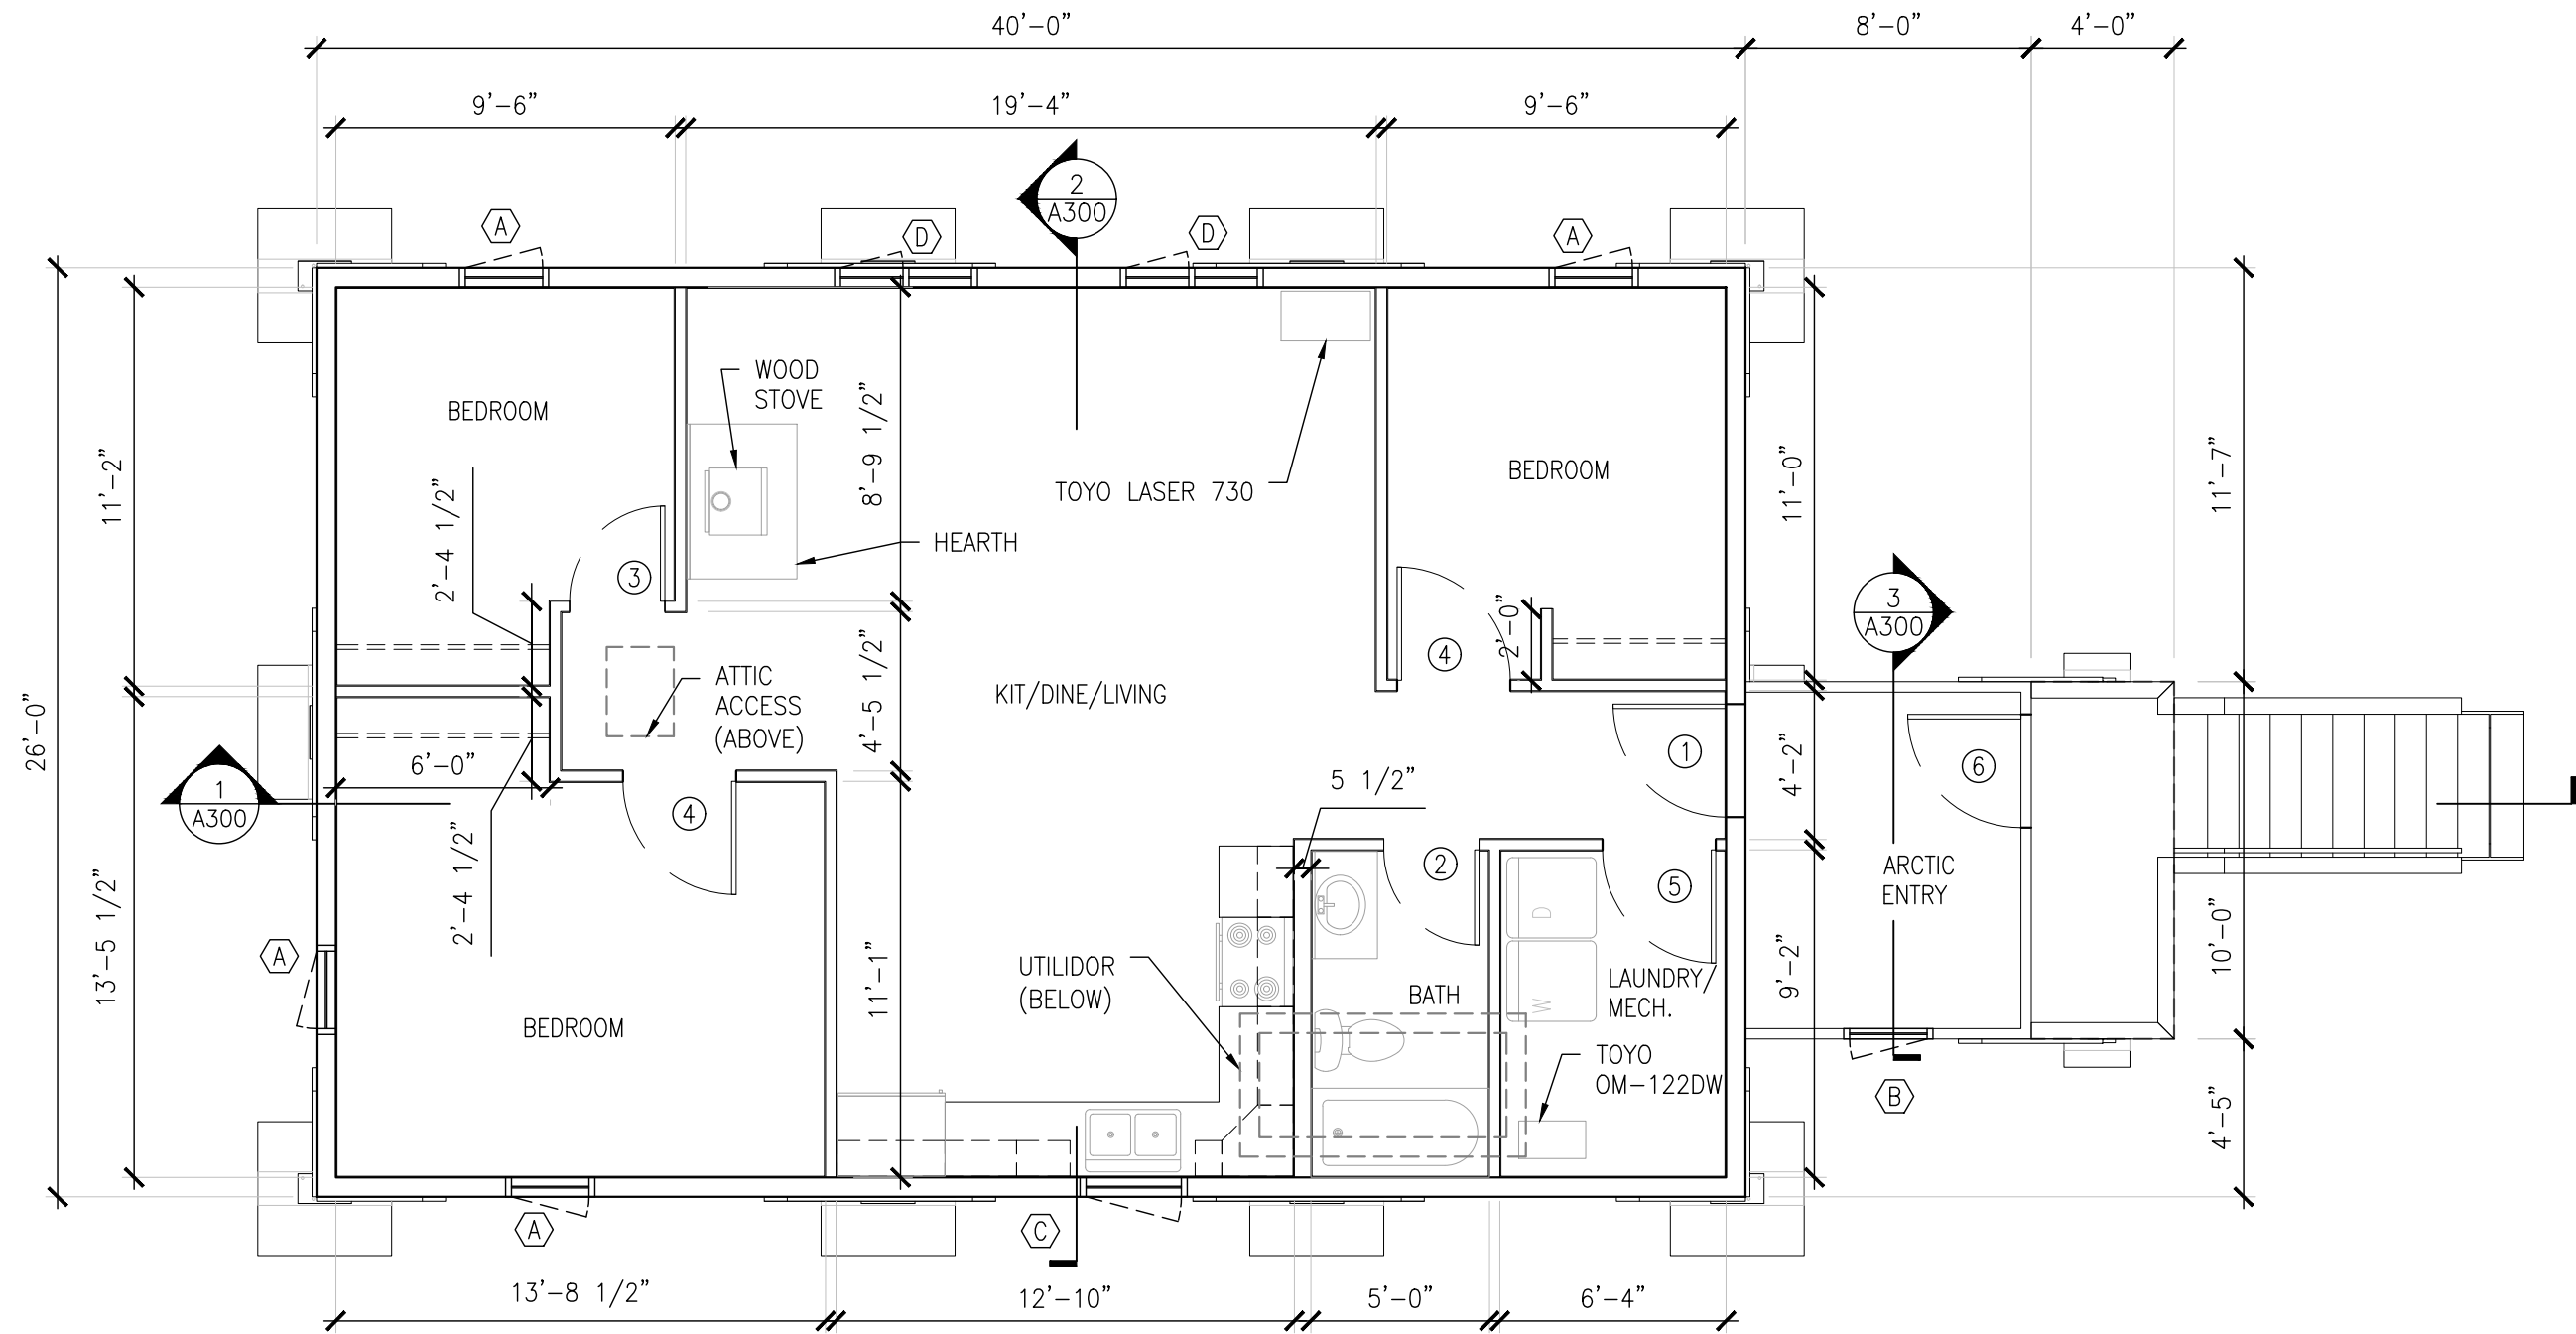 40'-0"
8'-0"
4'-0"
9'-6"
19'-4"
9'-6"
2
A300
A
D
D
A
WOOD
STOVE
BEDROOM
8'-9 1/2"
11'-2"
2'-4 1/2"
TOYO LASER 730
BEDROOM
11'-0"
11'-7"
HEARTH
3
2'-0"
3
A300
4
ATTIC
ACCESS
(ABOVE)
KIT/DINE/LIVING
4'-5 1/2"
26'-0"
6'-0"
1
4'-2"
6
5 1/2"
1
A300
4
2'-4 1/2"
2
5
ARCTIC
ENTRY
13'-5 1/2"
D
A
11'-1"
UTILIDOR
(BELOW)
BATH
W
LAUNDRY/
MECH.
9'-2"
10'-0"
BEDROOM
TOYO
OM-122DW
B
4'-5"
A
C
13'-8 1/2"
12'-10"
5'-0"
6'-4"